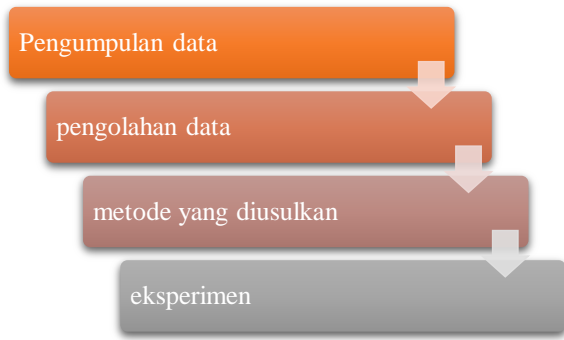 Pengumpulan data
pengolahan data
metode yang diusulkan
eksperimen